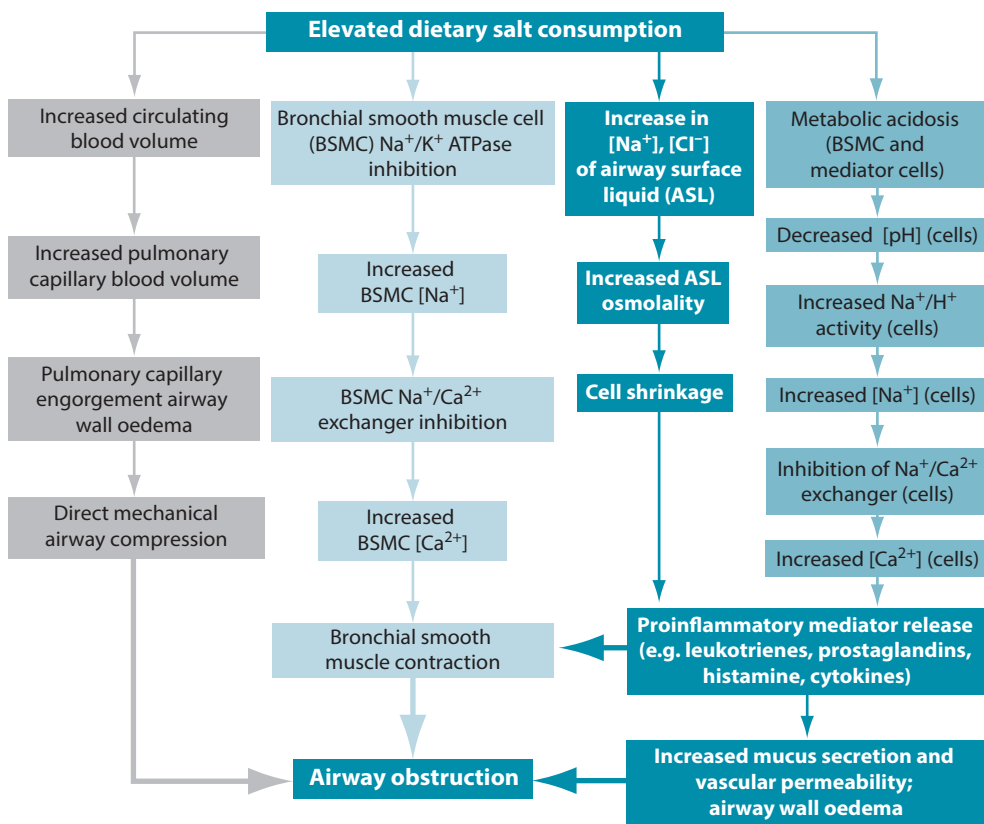 Elevated dietary salt consumption
Increased circulating
blood volume
Increased pulmonary
capillary blood volume
Pulmonary capillary
engorgement airway
wall oedema
Direct mechanical
airway compression
Bronchial smooth muscle cell
(BSMC) Na⁺/K⁺ ATPase
inhibition
Increased
BSMC [Na⁺]
BSMC Na⁺/Ca²⁺
exchanger inhibition
Increased
BSMC [Ca²⁺]
Bronchial smooth
muscle contraction
Increase in
[Na⁺], [Cl⁻]
of airway surface
liquid (ASL)
Increased ASL
osmolality
Cell shrinkage
Metabolic acidosis
(BSMC and
mediator cells)
Decreased [pH] (cells)
Increased Na⁺/H⁺
activity (cells)
Increased [Na⁺] (cells)
Inhibition of Na⁺/Ca²⁺
exchanger (cells)
Increased [Ca²⁺] (cells)
Proinflammatory mediator release
(e.g. leukotrienes, prostaglandins,
histamine, cytokines)
Increased mucus secretion and
vascular permeability;
airway wall oedema
Airway obstruction